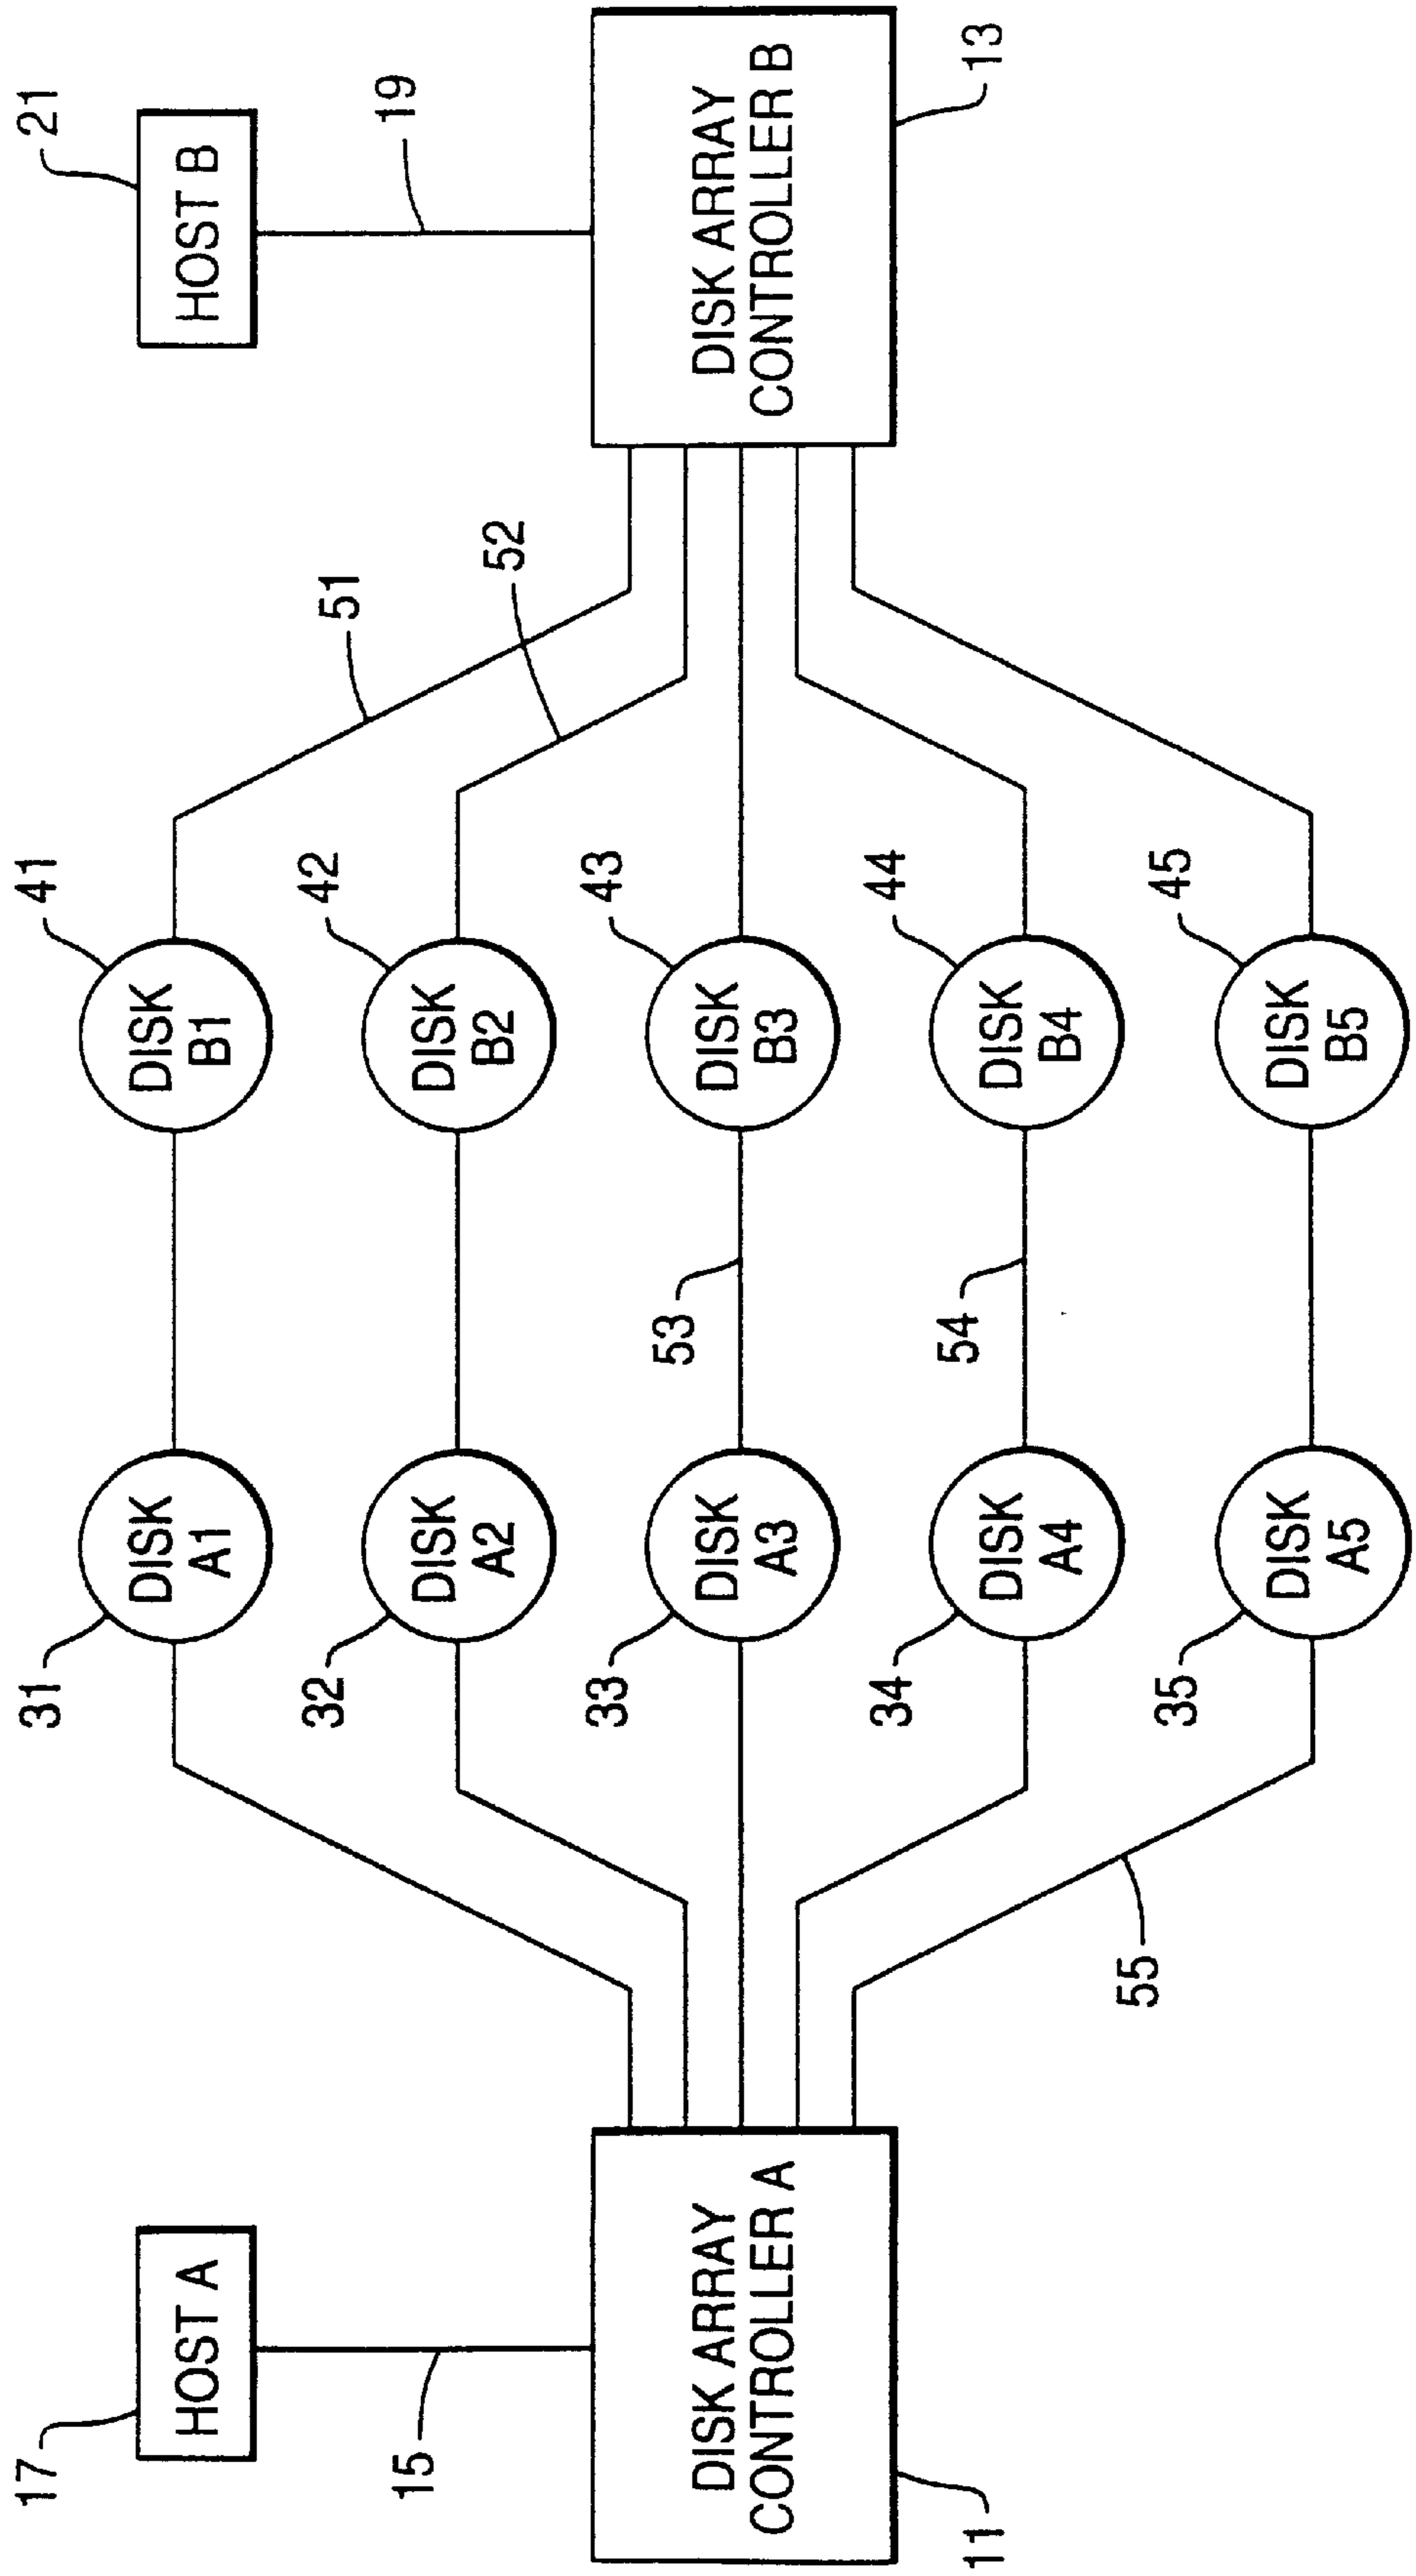 17
HOST A
15
DISK ARRAY
CONTROLLER A
11
31
DISK
A1
41
DISK
B1
51
32
DISK
A2
42
DISK
B2
52
33
DISK
A3
53
43
DISK
B3
34
DISK
A4
54
44
DISK
B4
35
DISK
A5
55
45
DISK
B5
21
HOST B
19
DISK ARRAY
CONTROLLER B
13